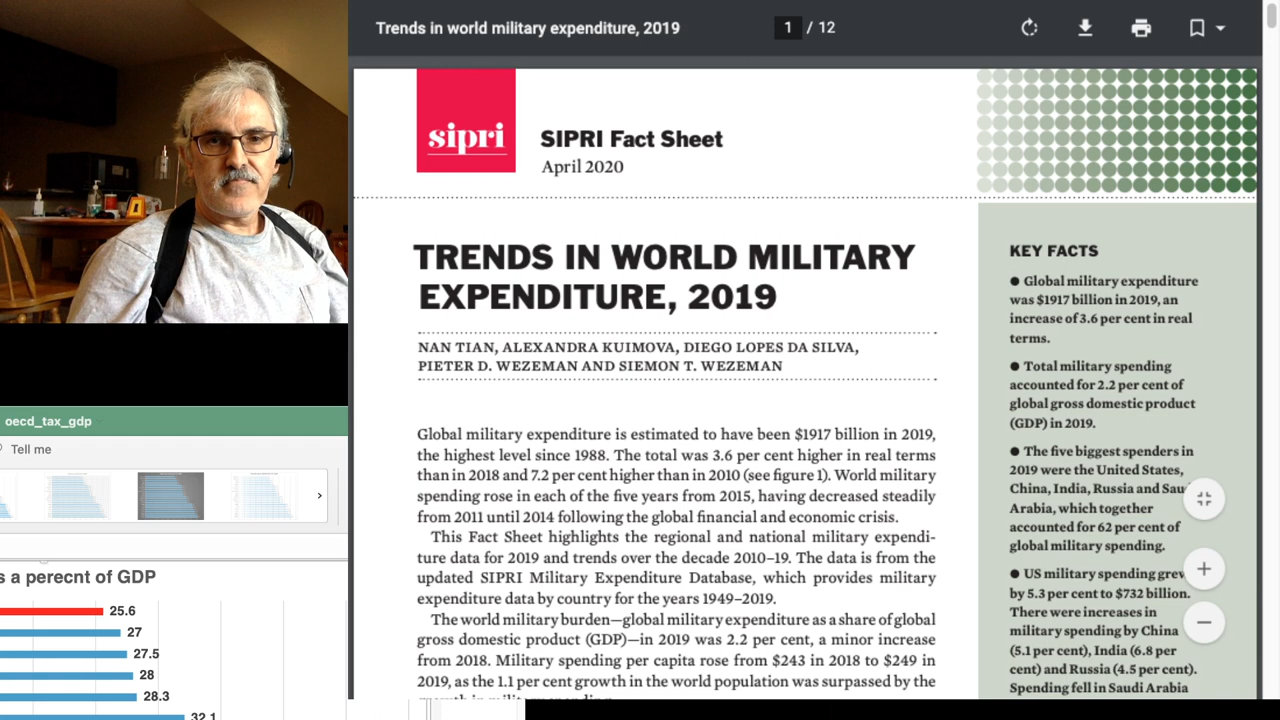 Trends in world military expenditure, 2019
1 / 12
sipri
SIPRI Fact Sheet
April 2020
TRENDS IN WORLD MILITARY
EXPENDITURE, 2019
NAN TIAN, ALEXANDRA KUIMOVA, DIEGO LOPES DA SILVA,
PIETER D. WEZEMAN AND SIEMON T. WEZEMAN
Global military expenditure is estimated to have been $1917 billion in 2019,
the highest level since 1988. The total was 3.6 per cent higher in real terms
than in 2018 and 7.2 per cent higher than in 2010 (see figure 1). World military
spending rose in each of the five years from 2015, having decreased steadily
from 2011 until 2014 following the global financial and economic crisis.
This Fact Sheet highlights the regional and national military expendi-
ture data for 2019 and trends over the decade 2010–19. The data is from the
updated SIPRI Military Expenditure Database, which provides military
expenditure data by country for the years 1949–2019.
The world military burden—global military expenditure as a share of global
gross domestic product (GDP)—in 2019 was 2.2 per cent, a minor increase
from 2018. Military spending per capita rose from $243 in 2018 to $249 in
2019, as the 1.1 per cent growth in the world population was surpassed by the
KEY FACTS
● Global military expenditure
was $1917 billion in 2019, an
increase of 3.6 per cent in real
terms.
● Total military spending
accounted for 2.2 per cent of
global gross domestic product
(GDP) in 2019.
● The five biggest spenders in
2019 were the United States,
China, India, Russia and Sau
Arabia, which together
accounted for 62 per cent of
global military spending.
● US military spending grew
by 5.3 per cent to $732 billion.
There were increases in
military spending by China
(5.1 per cent), India (6.8 per
cent) and Russia (4.5 per cent).
Spending fell in Saudi Arabia
oecd_tax_gdp
Tell me
s a perecnt of GDP
25.6
27
27.5
28
28.3
32.1